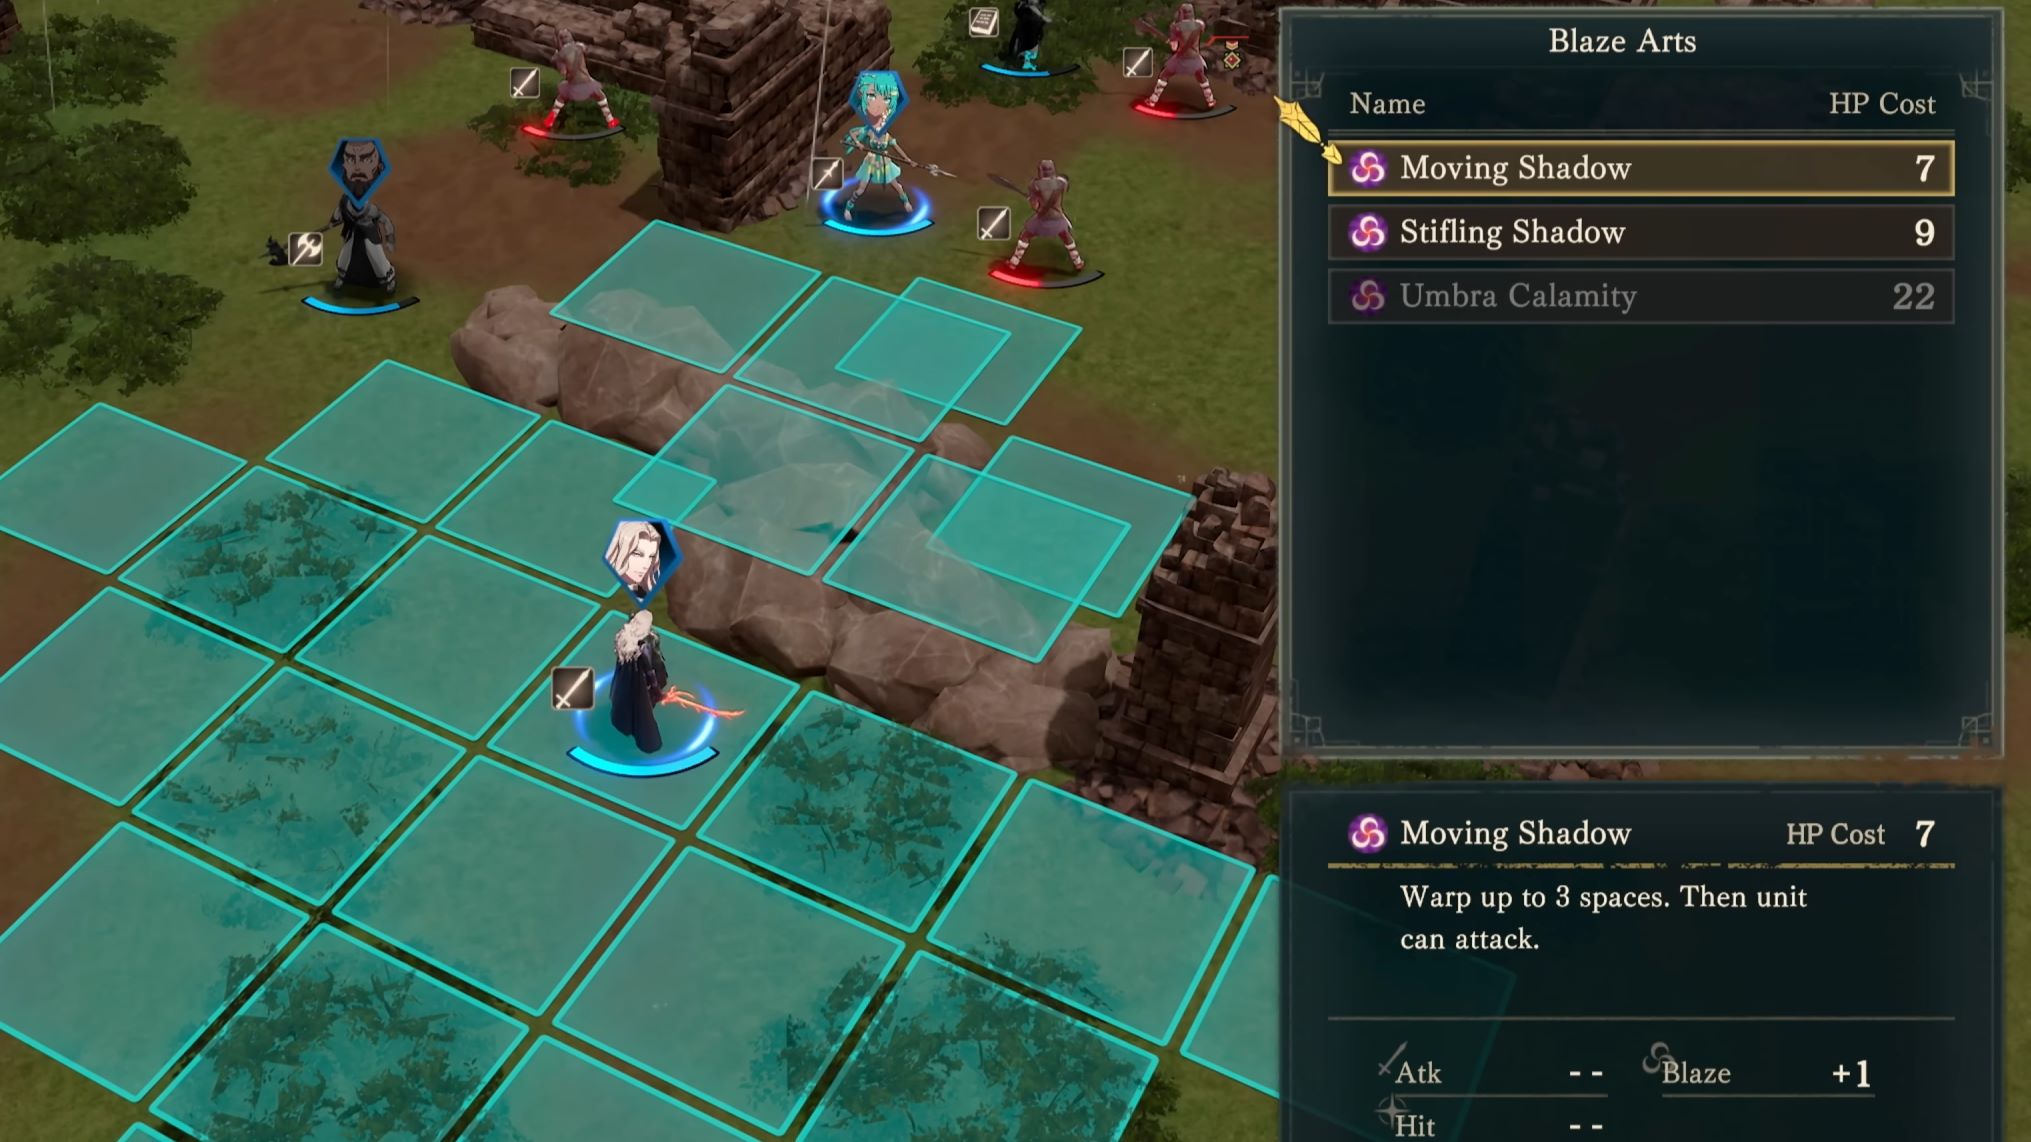 Blaze Arts
Name HP Cost
Moving Shadow 7
Stifling Shadow 9
Umbra Calamity 22
Moving Shadow HP Cost 7
Warp up to 3 spaces. Then unit
can attack.
Atk -- Blaze +1
Hit --